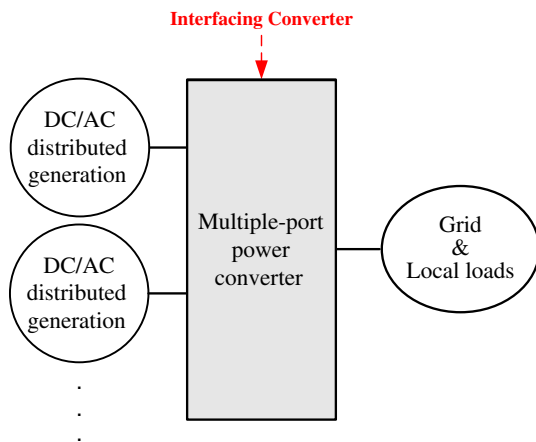 Interfacing Converter
DC/AC
distributed
generation
Multiple-port
power
converter
Grid
&
Local loads
DC/AC
distributed
generation
.
.
.